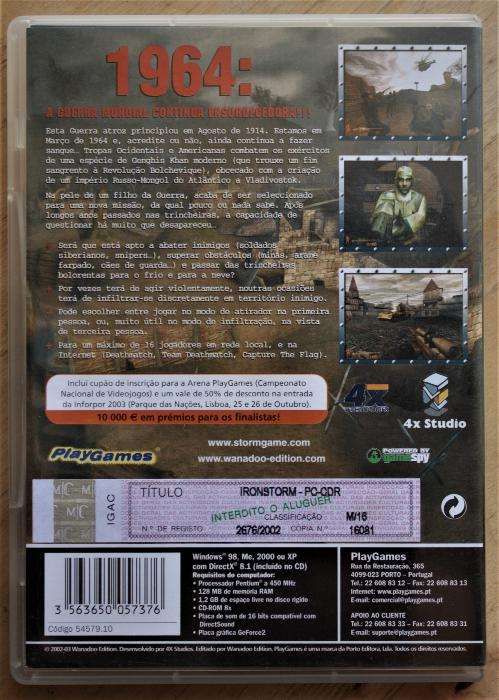 1964:
A GUERRA MUNDIAL CONTINUA ENSURDECEDORA!!!
Esta Guerra atroz principiou em Agosto de 1914. Estamos em
Março de 1964 e, acredite ou não, ainda continua a fazer
sangue… Tropas Ocidentais e Americanas combatem os exércitos
de uma espécie de Genghis Khan moderno (que trouxe um fim
sangrento à Revolução Bolchevique), obcecado com a criação
de um império Russo-Mongol do Atlântico a Vladivostok.
Na pele de um filho da Guerra, acaba de ser seleccionado
para uma nova missão, da qual pouco ou nada sabe. Após
longos anos passados nas trincheiras, a capacidade de
questionar há muito que desapareceu…
Será que está apto a abater inimigos (soldados
siberianos, snipers…), superar obstáculos (minas, arame
farpado, cães de guarda…) e passar das trincheiras
bolorentas para o frio e para a neve?
Por vezes terá de agir violentamente, noutras ocasiões
terá de infiltrar-se discretamente em território inimigo.
Pode escolher entre jogar no modo de atirador na primeira
pessoa, ou, muito útil no modo de infiltração, na vista
de terceira pessoa.
Para um máximo de 16 jogadores em rede local, e na
Internet (Deathmatch, Team Deathmatch, Capture The Flag).
Inclui cupão de inscrição para a Arena PlayGames (Campeonato
Nacional de Videojogos) e um vale de 50% de desconto na entrada
da inforpor 2003 (Parque das Nações, Lisboa, 25 e 26 de Outubro).
10 000 € em prémios para os finalistas!
4X
4x Studio
www.stormgame.com
www.wanadoo-edition.com
PlayGames
POWERED BY
gamespy
IGAC
TÍTULO IRONSTORM - PC-CDR
INTERDITO O ALUGUER
CLASSIFICAÇÃO M/16
N.º DE REGISTO 2676/2002 COPIA N.º 16081
3 563650 057376
Código 54579.10
Windows® 98, Me, 2000 ou XP
com DirectX® 8.1 (incluído no CD)
Requisitos do computador:
• Processador Pentium® a 450 MHz
• 128 MB de memória RAM
• 1,2 GB de espaço livre no disco rígido
• CD-ROM 8x
• Placa de som de 16 bits compatível com
DirectSound
• Placa gráfica GeForce2
PlayGames
Rua da Restauração, 365
4099-023 PORTO – Portugal
Tel.: 22 608 83 12 – Fax: 22 608 83 13
Internet: www.playgames.pt
E-mail: comercial@playgames.pt
APOIO AO CLIENTE
Tel.: 22 608 83 33 – Fax: 22 608 83 31
E-mail: suporte@playgames.pt
© 2002-03 Wanadoo Edition. Desenvolvido por 4X Studios. Editado por Wanadoo Edition. PlayGames é uma marca da Porto Editora, Lda. Todos os direitos reservados.